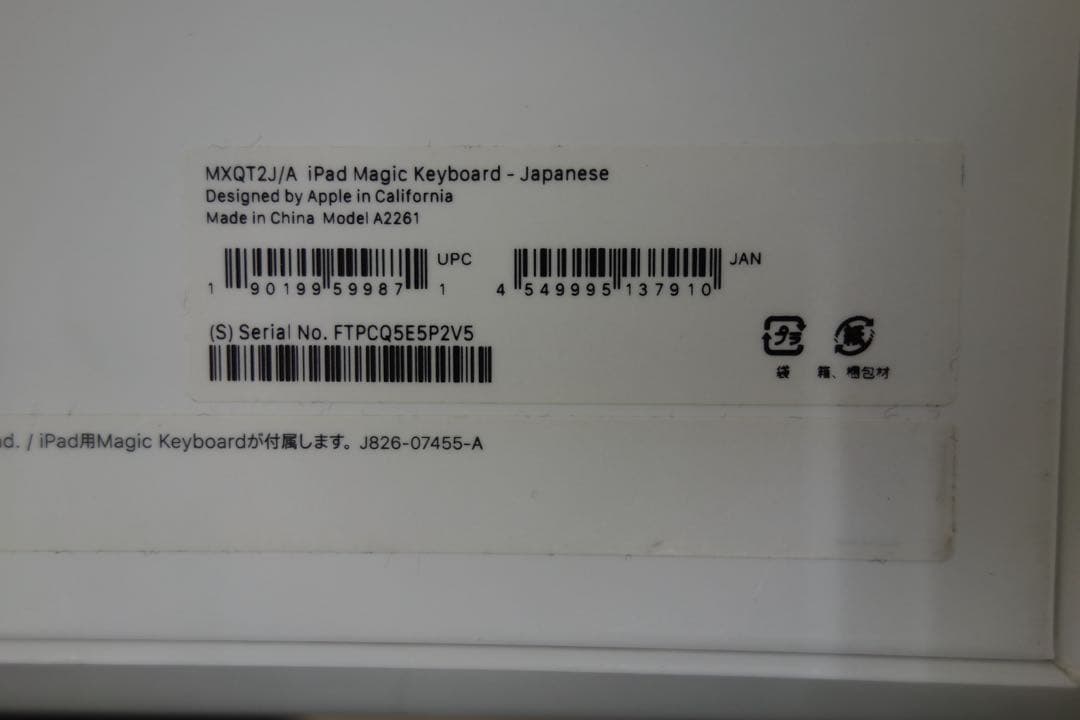 MXQT2J/A iPad Magic Keyboard – Japanese
Designed by Apple in California
Made in China Model A2261
UPC
1 90199 59987 1
JAN
4 549995 137910
(S) Serial No. FTPCQ5E5P2V5
プラ
紙
袋
箱、梱包材
ad. / iPad用Magic Keyboardが付属します。J826-07455-A